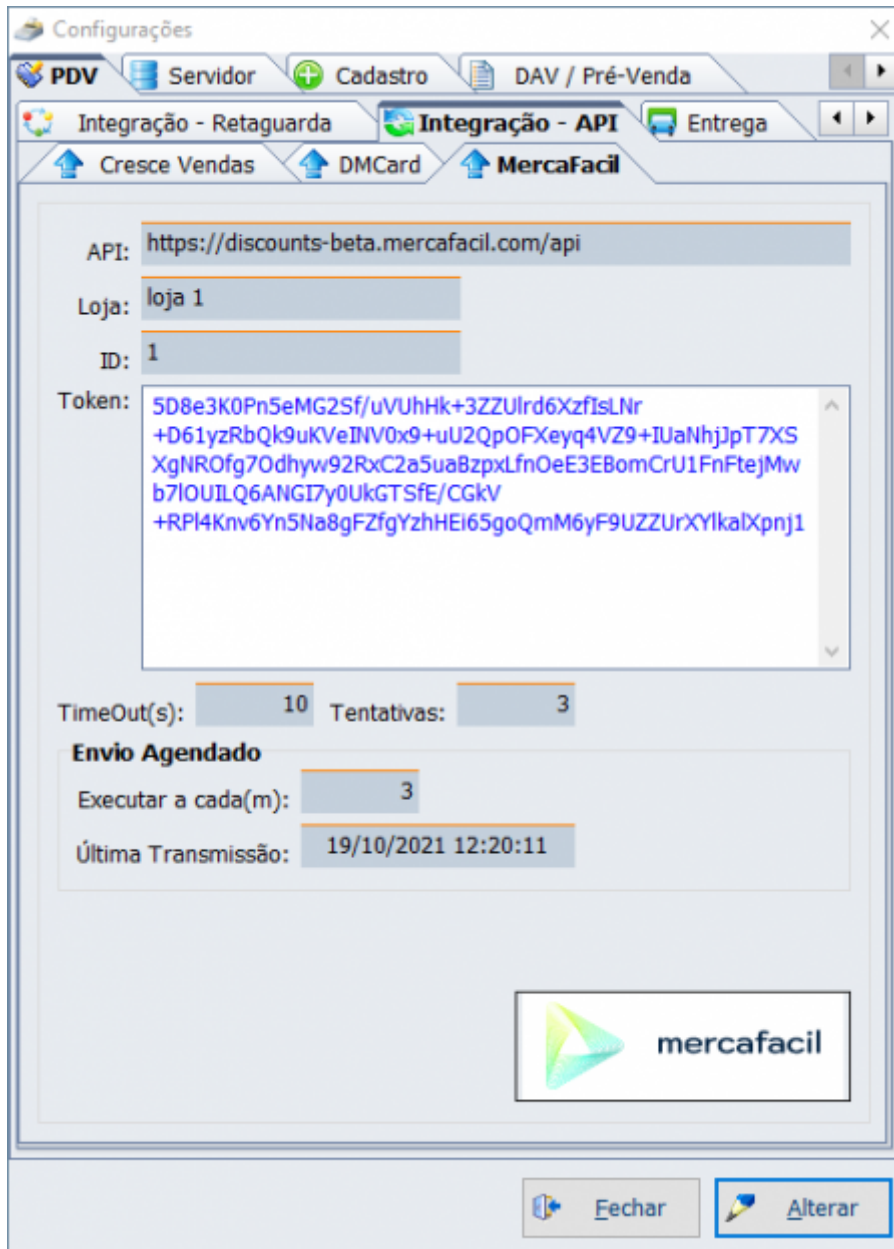 Configurações
PDV Servidor Cadastro DAV / Pré-Venda
Integração - Retaguarda Integração - API Entrega
Cresce Vendas DMCard MercaFacil
API: https://discounts-beta.mercafacil.com/api
Loja: loja 1
ID: 1
Token: 5D8e3K0Pn5eMG2Sf/uVUhHk+3ZZUlrd6XzfIsLNr
+D61yzRbQk9uKVeINV0x9+uU2QpOFXeyq4VZ9+IUaNhjJpT7XS
XgNROfg7Odhyw92RxC2a5uaBzpxLfnOeE3EBomCrU1FnFtejMw
b7lOUILQ6ANGI7y0UkGTSfE/CGkV
+RPl4Knv6Yn5Na8gFZfgYzhHEi65goQmM6yF9UZZUrXYlkalXpnj1
TimeOut(s): 10 Tentativas: 3
Envio Agendado
Executar a cada(m): 3
Última Transmissão: 19/10/2021 12:20:11
mercafacil
Fechar Alterar